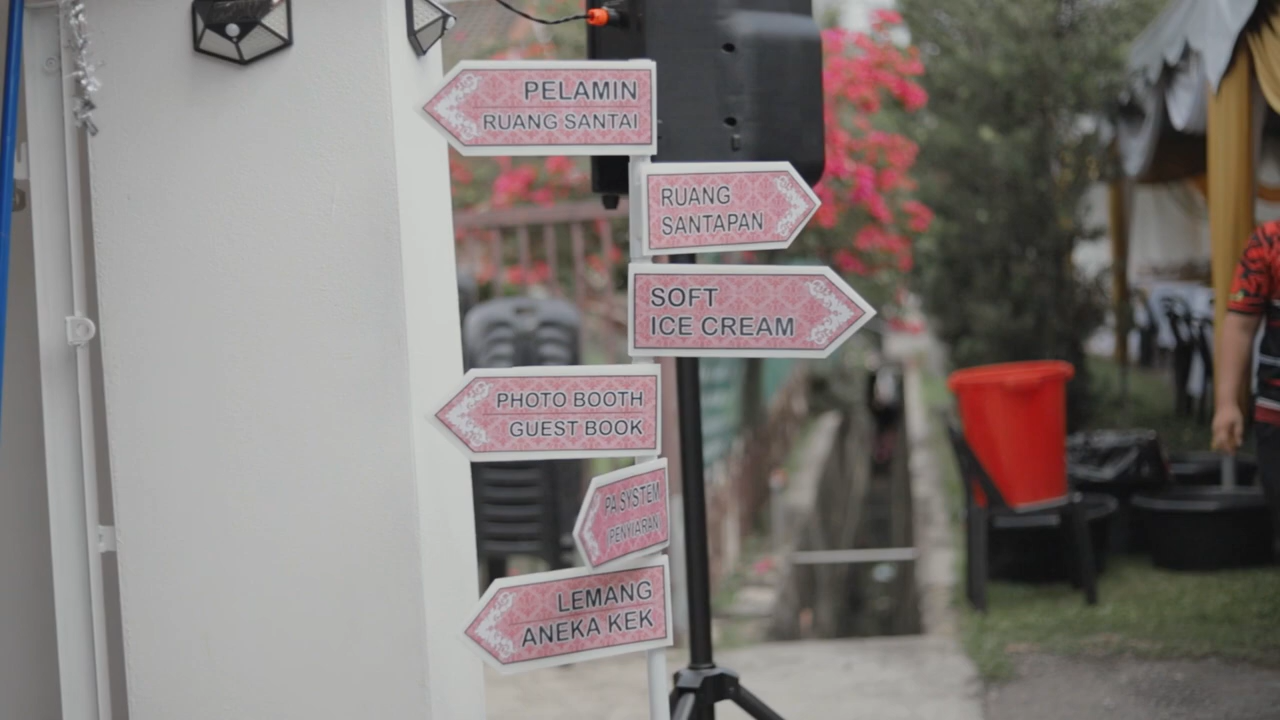 PELAMIN
RUANG SANTAI
RUANG
SANTAPAN
SOFT
ICE CREAM
PHOTO BOOTH
GUEST BOOK
PA SYSTEM
PENYIARAN
LEMANG
ANEKA KEK